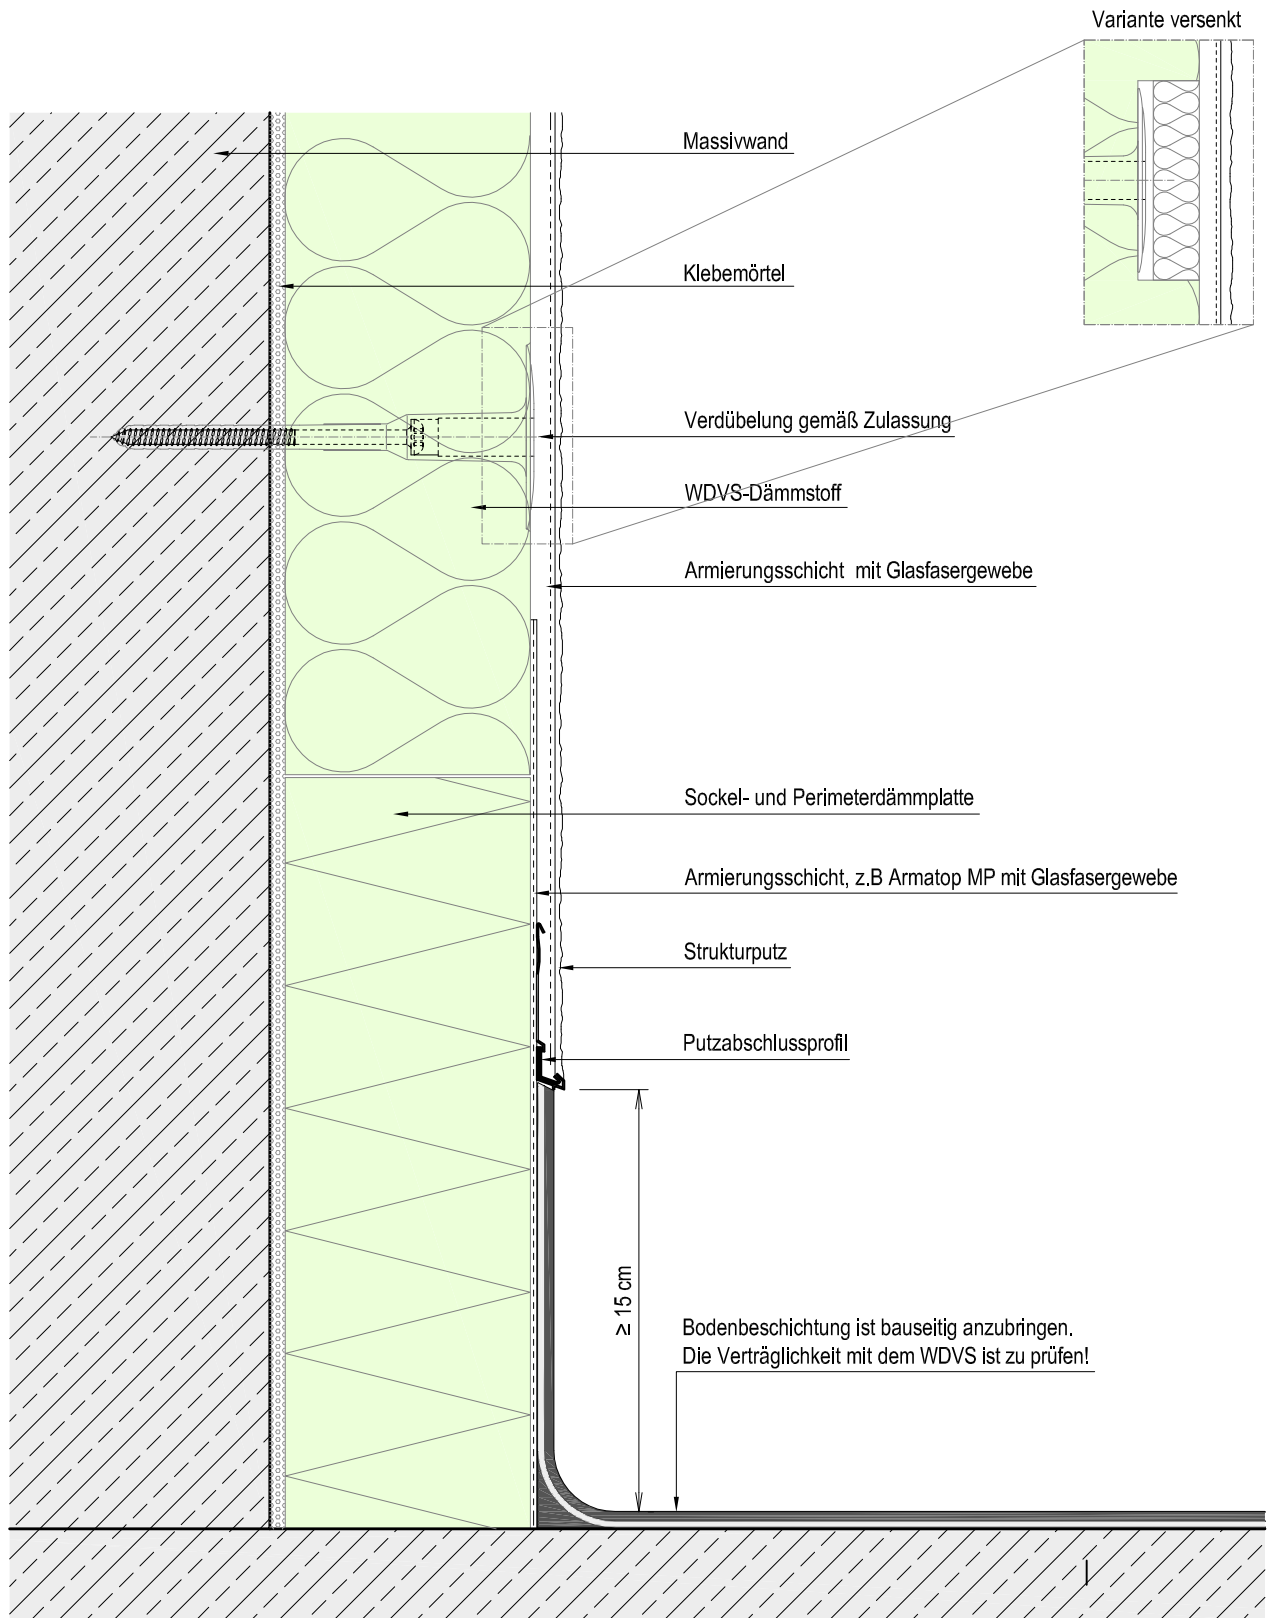 Variante versenkt
Massivwand
Klebemörtel
Verdübelung gemäß Zulassung
WDVS-Dämmstoff
Armierungsschicht mit Glasfasergewebe
Sockel- und Perimeterdämmplatte
Armierungsschicht, z.B Armatop MP mit Glasfasergewebe
Strukturputz
Putzabschlussprofil
≥ 15 cm
Bodenbeschichtung ist bauseitig anzubringen.
Die Verträglichkeit mit dem WDVS ist zu prüfen!